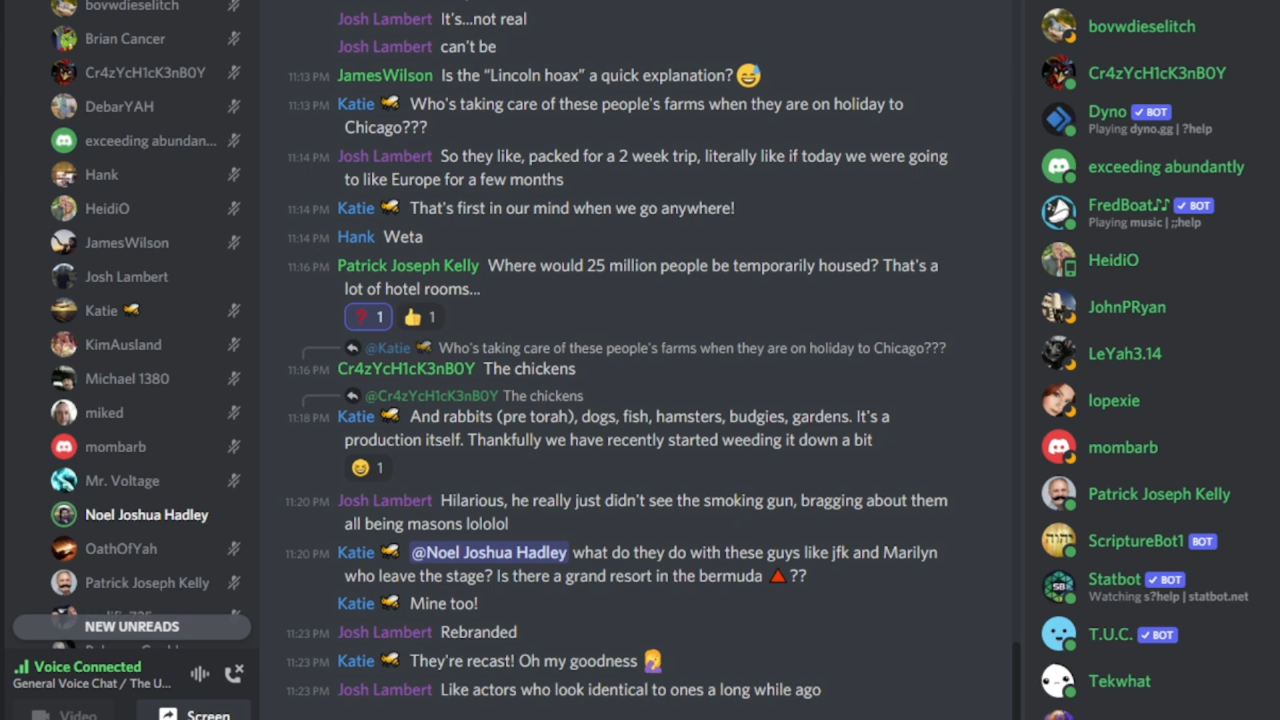 bovwdieselitch
Brian Cancer
Cr4zYcH1cK3nB0Y
DebarYAH
exceeding abundan...
Hank
HeidiO
JamesWilson
Josh Lambert
Katie
KimAusland
Michael 1380
miked
mombarb
Mr. Voltage
Noel Joshua Hadley
OathOfYah
Patrick Joseph Kelly
NEW UNREADS
Voice Connected
General Voice Chat / The U...
Video
Screen
Josh Lambert It's...not real
Josh Lambert can't be
11:13 PM JamesWilson Is the “Lincoln hoax” a quick explanation? 😅
11:13 PM Katie Who's taking care of these people's farms when they are on holiday to
Chicago???
11:14 PM Josh Lambert So they like, packed for a 2 week trip, literally like if today we were going
to like Europe for a few months
11:14 PM Katie That's first in our mind when we go anywhere!
11:14 PM Hank Weta
11:16 PM Patrick Joseph Kelly Where would 25 million people be temporarily housed? That's a
lot of hotel rooms...
❓ 1 👍 1
@Katie Who's taking care of these people's farms when they are on holiday to Chicago???
11:16 PM Cr4zYcH1cK3nB0Y The chickens
@Cr4zYcH1cK3nB0Y The chickens
11:18 PM Katie And rabbits (pre torah), dogs, fish, hamsters, budgies, gardens. It's a
production itself. Thankfully we have recently started weeding it down a bit
😄 1
11:20 PM Josh Lambert Hilarious, he really just didn't see the smoking gun, bragging about them
all being masons lololol
11:20 PM Katie @Noel Joshua Hadley what do they do with these guys like jfk and Marilyn
who leave the stage? Is there a grand resort in the bermuda 🔺 ??
Katie Mine too!
11:23 PM Josh Lambert Rebranded
11:23 PM Katie They're recast! Oh my goodness 🤦
11:23 PM Josh Lambert Like actors who look identical to ones a long while ago
bovwdieselitch
Cr4zYcH1cK3nB0Y
Dyno ✓ BOT
Playing dyno.gg | ?help
exceeding abundantly
FredBoat♪♪ ✓ BOT
Playing music | ;;help
HeidiO
JohnPRyan
LeYah3.14
lopexie
mombarb
Patrick Joseph Kelly
ScriptureBot1 BOT
Statbot ✓ BOT
Watching s?help | statbot.net
T.U.C. ✓ BOT
Tekwhat